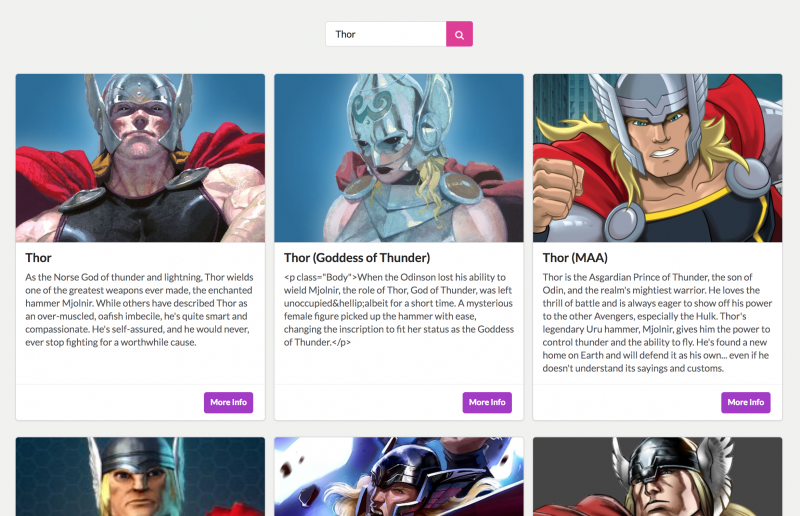 Thor
Thor
As the Norse God of thunder and lightning, Thor wields
one of the greatest weapons ever made, the enchanted
hammer Mjolnir. While others have described Thor as
an over-muscled, oafish imbecile, he's quite smart and
compassionate. He's self-assured, and he would never,
ever stop fighting for a worthwhile cause.
More Info
Thor (Goddess of Thunder)
<p class="Body">When the Odinson lost his ability to
wield Mjolnir, the role of Thor, God of Thunder, was left
unoccupied&hellip;albeit for a short time. A mysterious
female figure picked up the hammer with ease,
changing the inscription to fit her status as the Goddess
of Thunder.</p>
More Info
Thor (MAA)
Thor is the Asgardian Prince of Thunder, the son of
Odin, and the realm's mightiest warrior. He loves the
thrill of battle and is always eager to show off his power
to the other Avengers, especially the Hulk. Thor's
legendary Uru hammer, Mjolnir, gives him the power to
control thunder and the ability to fly. He's found a new
home on Earth and will defend it as his own... even if he
doesn't understand its sayings and customs.
More Info